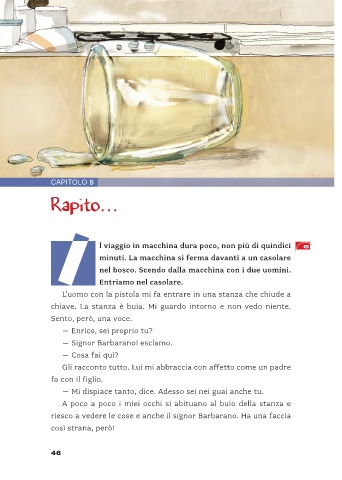 CAPITOLO 5
Rapito...
Il viaggio in macchina dura poco, non più di quindici
minuti. La macchina si ferma davanti a un casolare
nel bosco. Scendo dalla macchina con i due uomini.
Entriamo nel casolare.
L'uomo con la pistola mi fa entrare in una stanza che chiude a
chiave. La stanza è buia. Mi guardo intorno e non vedo niente.
Sento, però, una voce.
— Enrico, sei proprio tu?
— Signor Barbarano! esclamo.
— Cosa fai qui?
Gli racconto tutto. Lui mi abbraccia con affetto come un padre
fa con il figlio.
— Mi dispiace tanto, dice. Adesso sei nei guai anche tu.
A poco a poco i miei occhi si abituano al buio della stanza e
riesco a vedere le cose e anche il signor Barbarano. Ha una faccia
così strana, però!
46